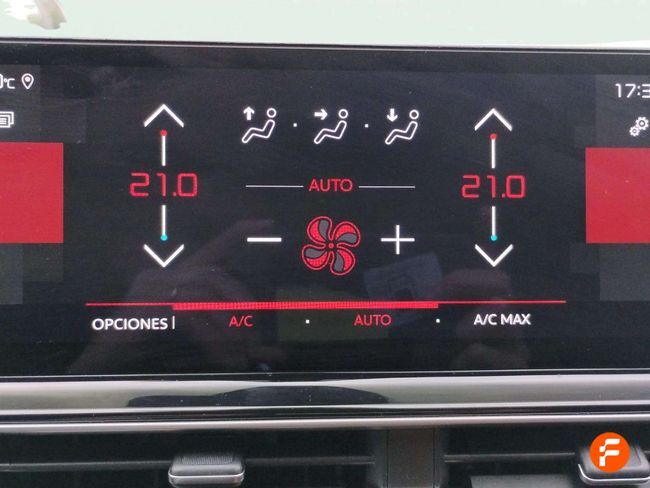 °C 17:3
21.0 AUTO 21.0
OPCIONES A/C AUTO A/C MAX